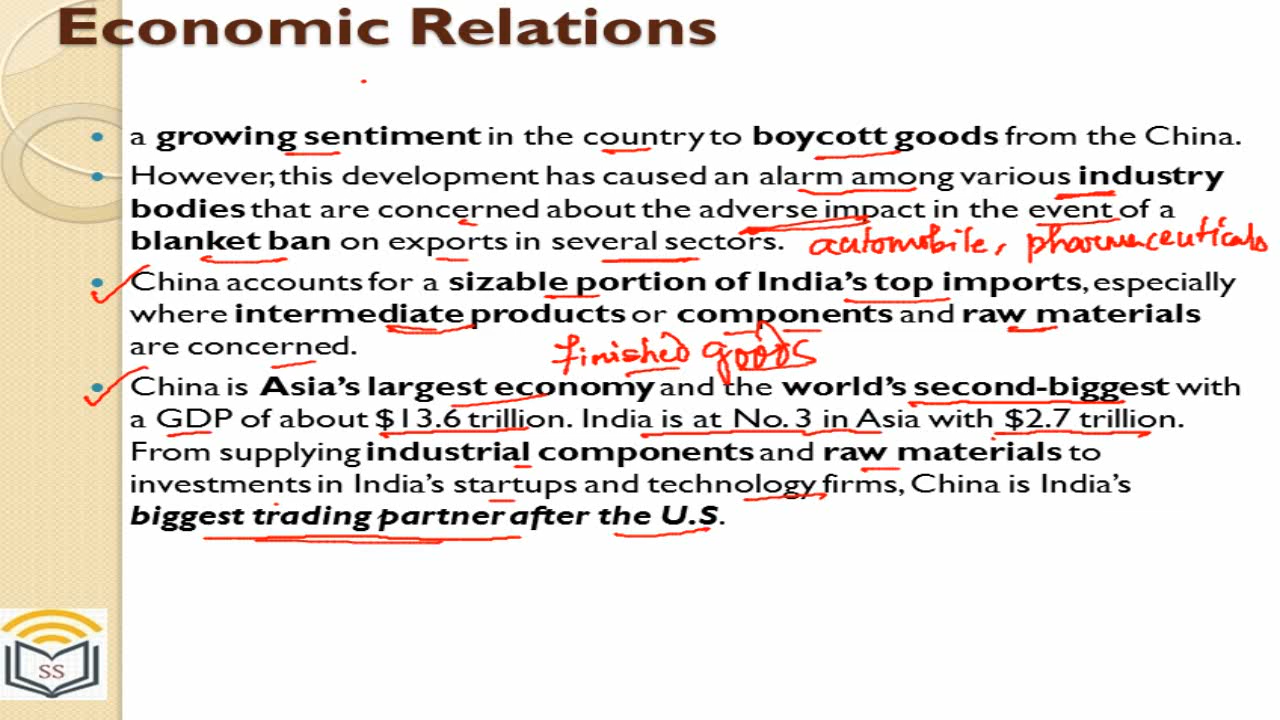 Economic Relations
• a growing sentiment in the country to boycott goods from the China.
• However, this development has caused an alarm among various industry
bodies that are concerned about the adverse impact in the event of a
blanket ban on exports in several sectors. automobile, pharmaceuticals
• China accounts for a sizable portion of India's top imports, especially
where intermediate products or components and raw materials
are concerned. finished goods
• China is Asia's largest economy and the world's second-biggest with
a GDP of about $13.6 trillion. India is at No. 3 in Asia with $2.7 trillion.
From supplying industrial components and raw materials to
investments in India's startups and technology firms, China is India's
biggest trading partner after the U.S.
SS